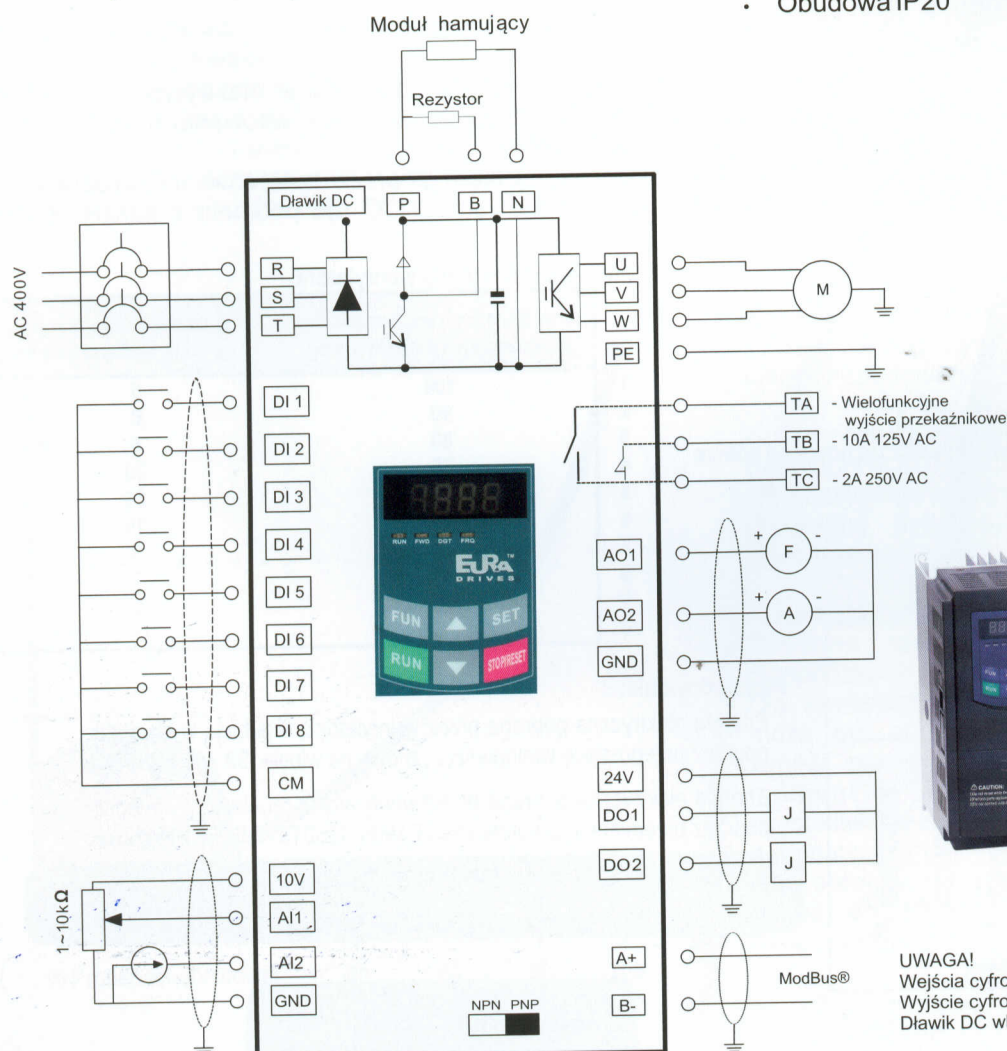 • Obudowa IP20
Moduł hamujący
Rezystor
Dławik DC
P
B
N
AC 400V
R
S
T
U
V
W
PE
M
DI 1
DI 2
DI 3
DI 4
DI 5
DI 6
DI 7
DI 8
CM
TA - Wielofunkcyjne
wyjście przekaźnikowe
TB - 10A 125V AC
TC - 2A 250V AC
8888
RUN FWD DGT FRQ
EURA™
DRIVES
FUN
SET
RUN
STOP/RESET
AO1
+ F -
AO2
+ A -
GND
24V
DO1
J
DO2
J
1~10kΩ
10V
AI1
AI2
GND
NPN PNP
A+
B-
ModBus®
CAUTION
UWAGA!
Wejścia cyfro
Wyjście cyfro
Dławik DC w